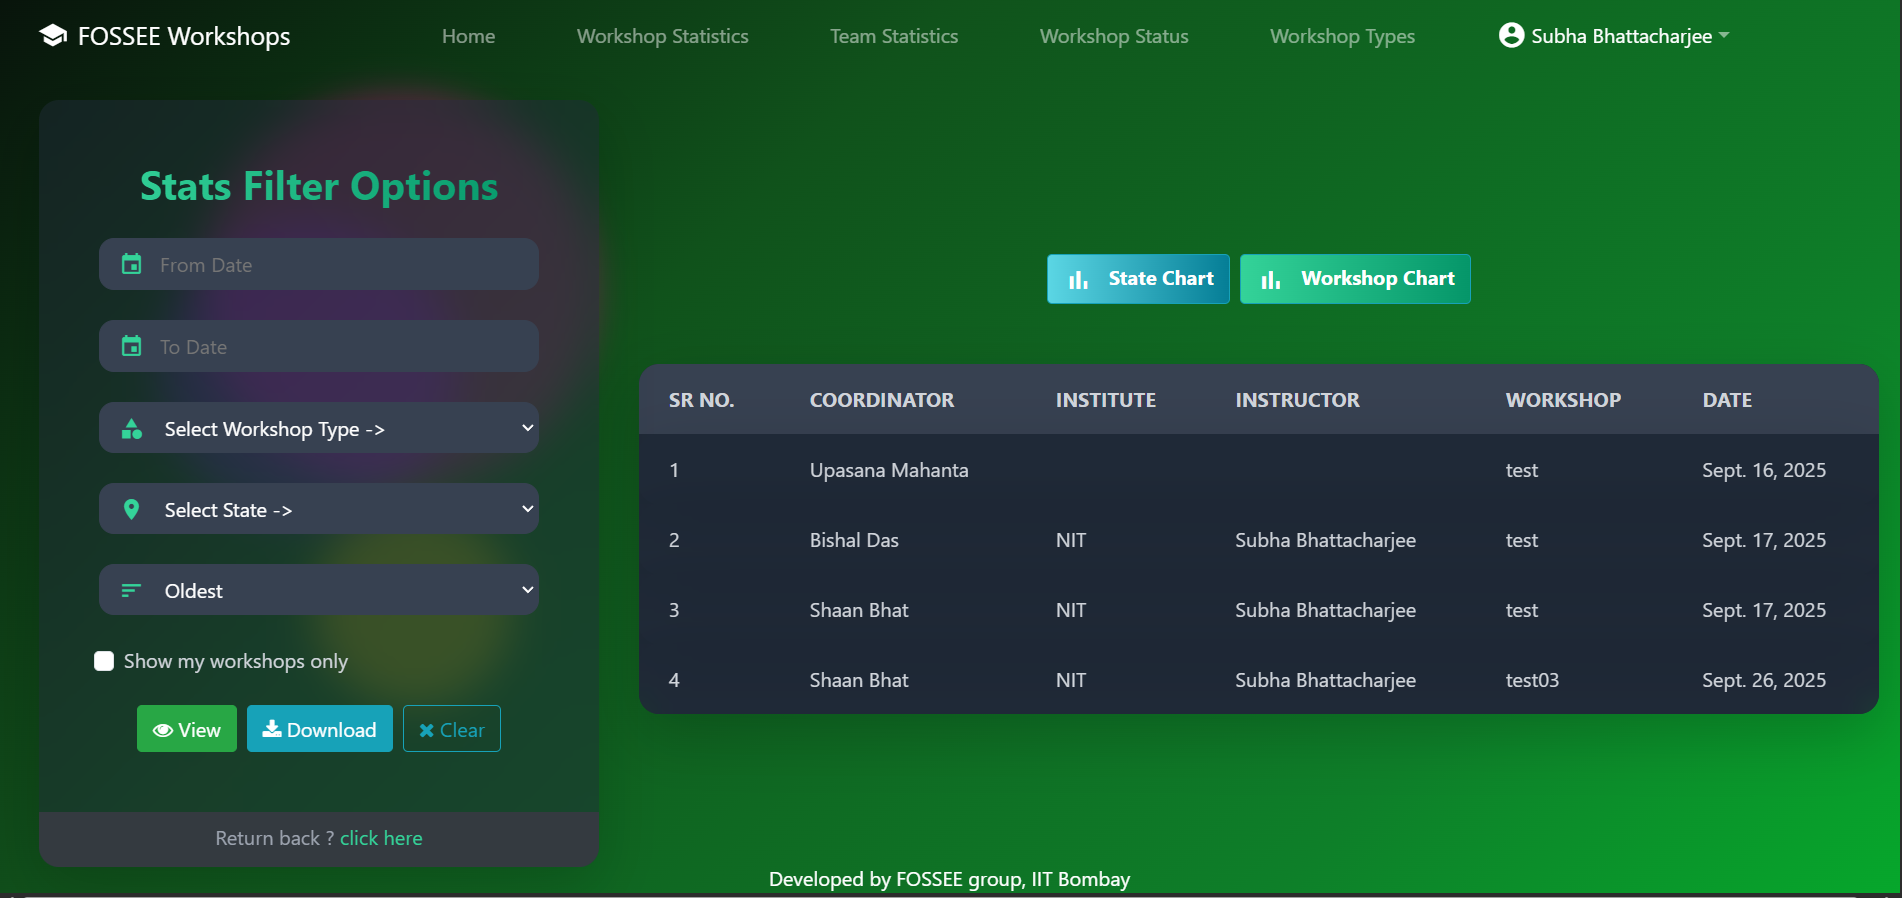 FOSSEE Workshops Home Workshop Statistics Team Statistics Workshop Status Workshop Types Subha Bhattacharjee
Stats Filter Options
From Date
To Date
Select Workshop Type ->
Select State ->
Oldest
Show my workshops only
View Download Clear
Return back ? click here
State Chart Workshop Chart
SR NO. COORDINATOR INSTITUTE INSTRUCTOR WORKSHOP DATE
1 Upasana Mahanta test Sept. 16, 2025
2 Bishal Das NIT Subha Bhattacharjee test Sept. 17, 2025
3 Shaan Bhat NIT Subha Bhattacharjee test Sept. 17, 2025
4 Shaan Bhat NIT Subha Bhattacharjee test03 Sept. 26, 2025
Developed by FOSSEE group, IIT Bombay